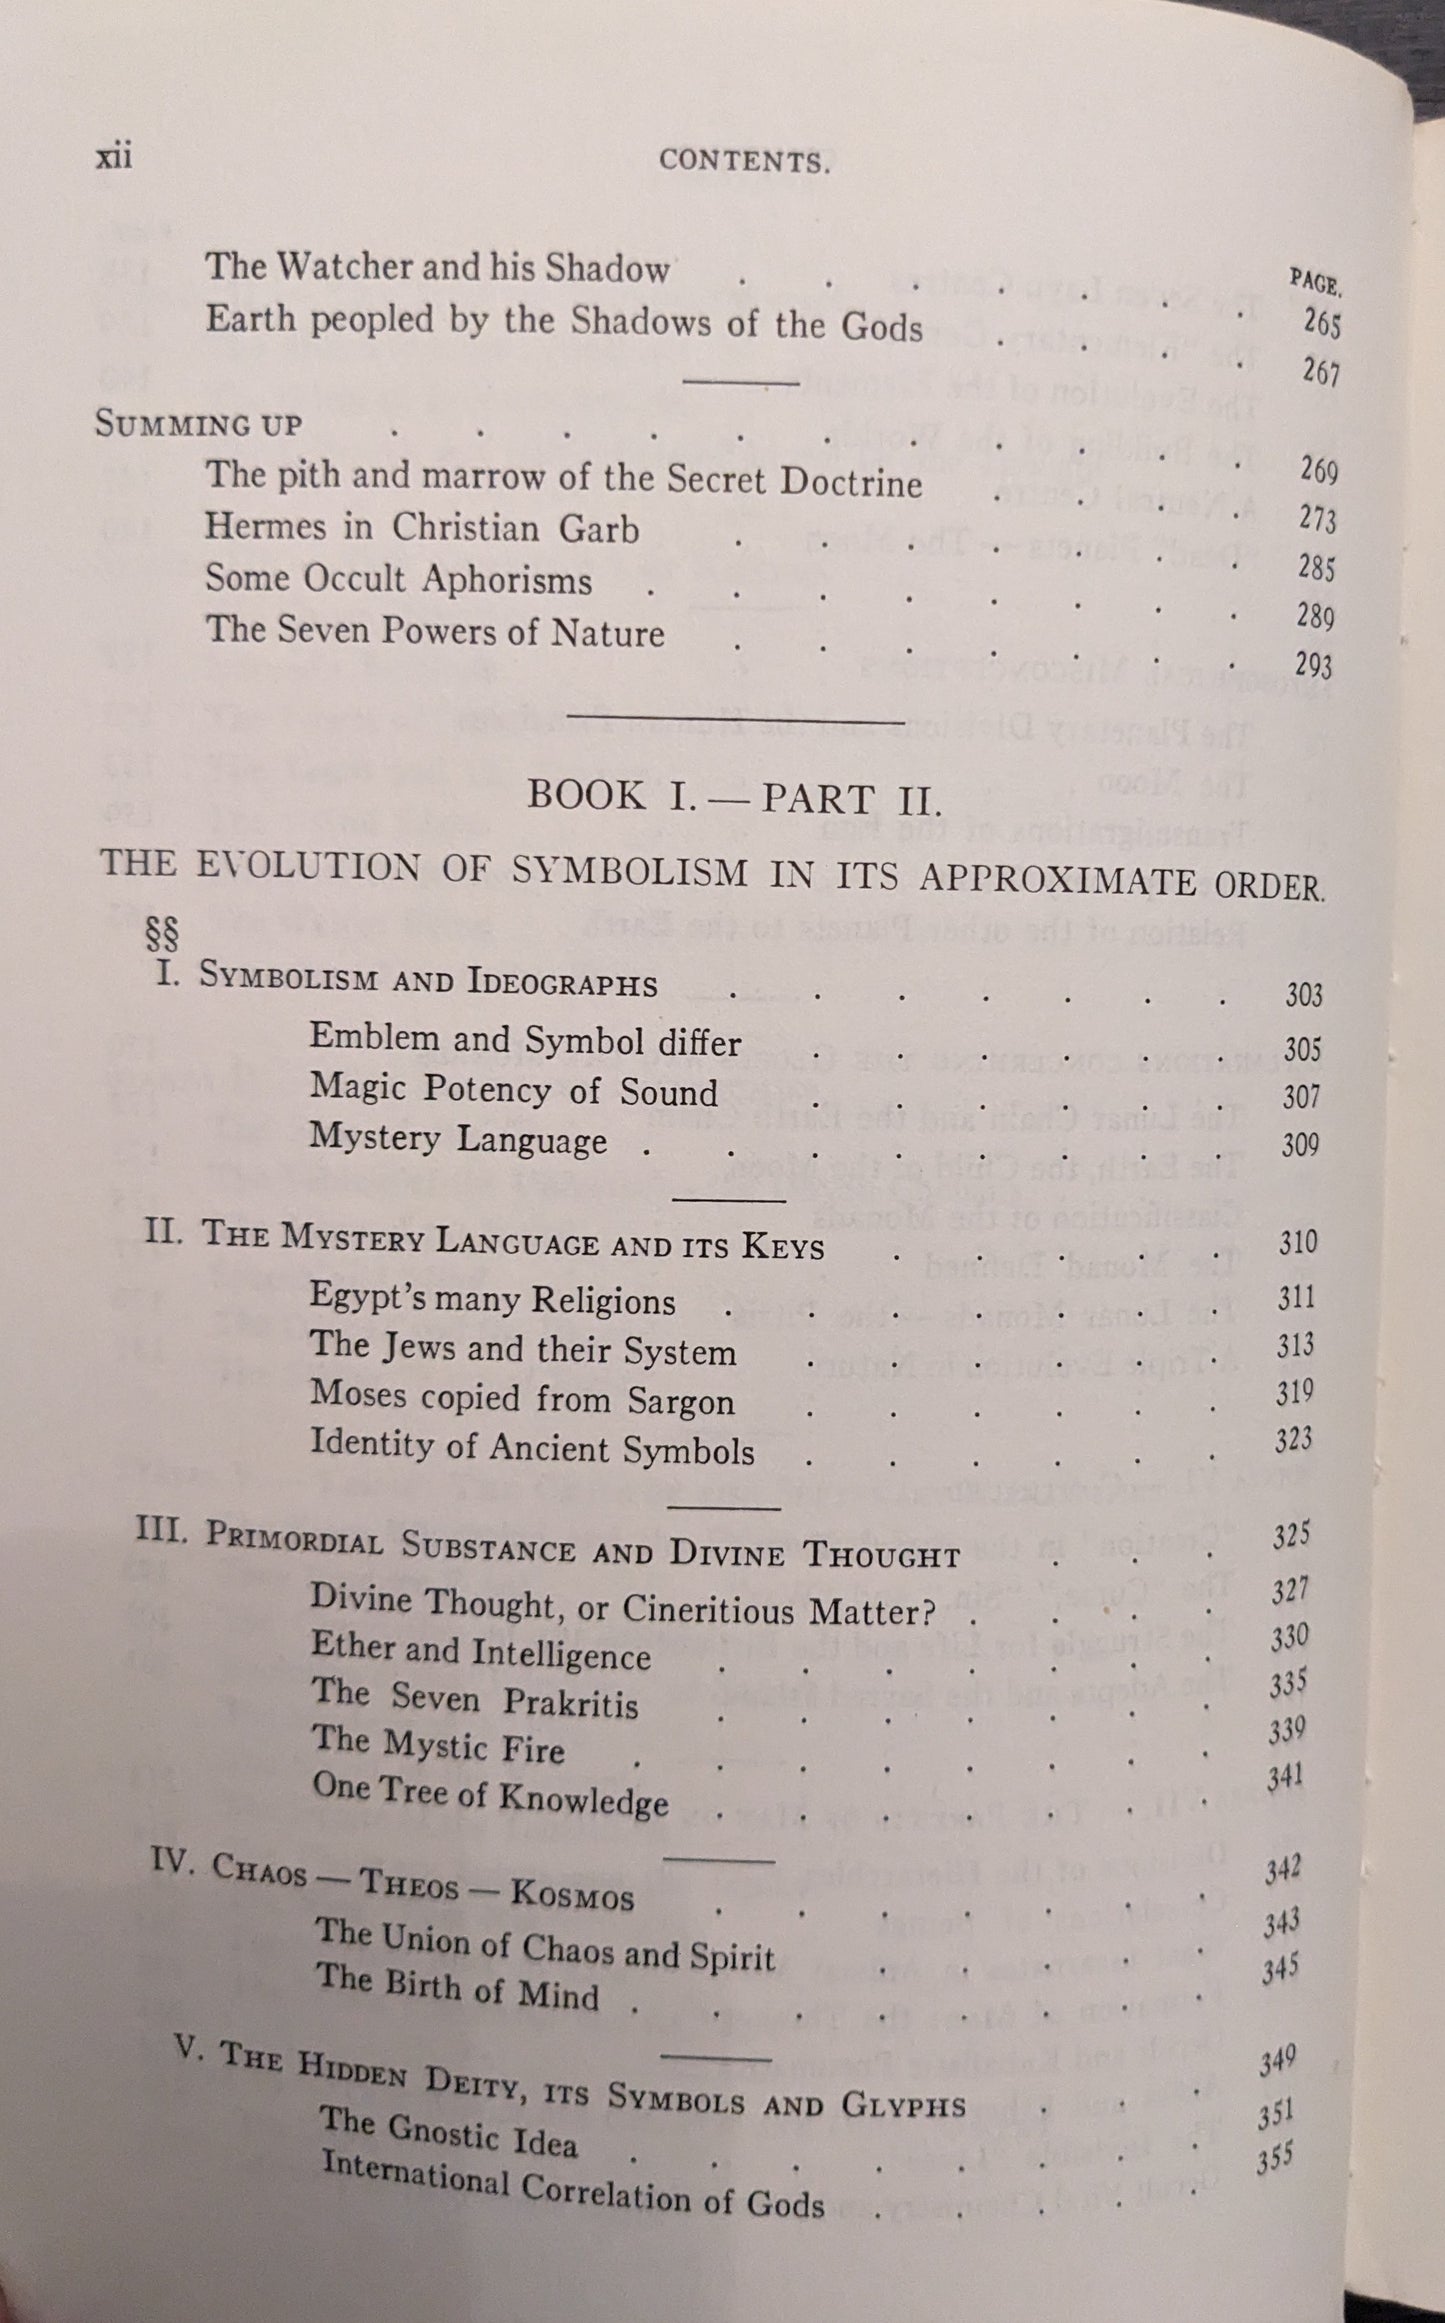 xii CONTENTS.
PAGE.
The Watcher and his Shadow . . . . . . . 265
Earth peopled by the Shadows of the Gods . . . . 267
SUMMING UP . . . . . . . . . . . 269
The pith and marrow of the Secret Doctrine . . . . 273
Hermes in Christian Garb . . . . . . . 285
Some Occult Aphorisms . . . . . . . . 289
The Seven Powers of Nature . . . . . . . 293
BOOK I. — PART II.
THE EVOLUTION OF SYMBOLISM IN ITS APPROXIMATE ORDER.
§§
I. SYMBOLISM AND IDEOGRAPHS . . . . . . . 303
Emblem and Symbol differ . . . . . . 305
Magic Potency of Sound . . . . . . 307
Mystery Language . . . . . . . . 309
II. THE MYSTERY LANGUAGE AND ITS KEYS . . . . . 310
Egypt's many Religions . . . . . . . 311
The Jews and their System . . . . . . 313
Moses copied from Sargon . . . . . . 319
Identity of Ancient Symbols . . . . . . 323
III. PRIMORDIAL SUBSTANCE AND DIVINE THOUGHT . . . 325
Divine Thought, or Cineritious Matter? . . . . 327
Ether and Intelligence . . . . . . . 330
The Seven Prakritis . . . . . . . 335
The Mystic Fire . . . . . . . . 339
One Tree of Knowledge . . . . . . . 341
IV. CHAOS — THEOS — KOSMOS . . . . . . . 342
The Union of Chaos and Spirit . . . . . 343
The Birth of Mind . . . . . . . . 345
V. THE HIDDEN DEITY, ITS SYMBOLS AND GLYPHS . . . 349
The Gnostic Idea . . . . . . . . 351
International Correlation of Gods . . . . . 355